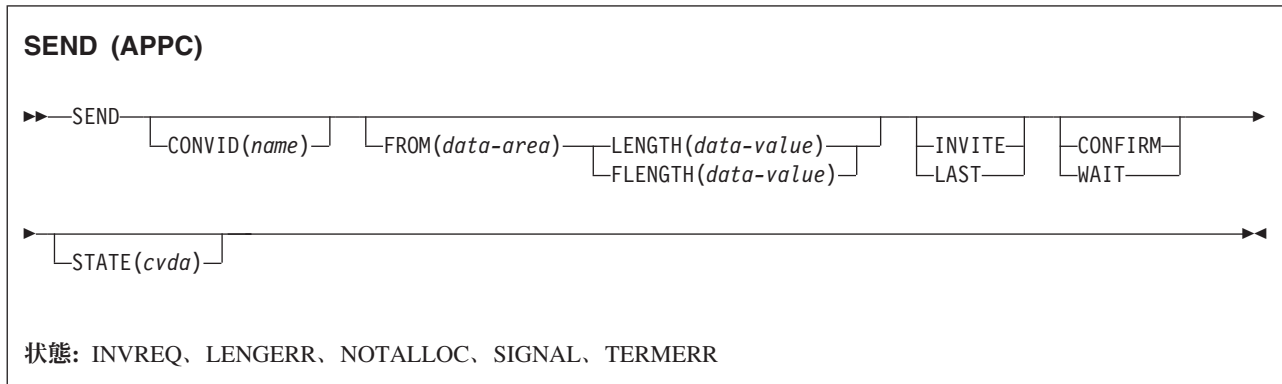 SEND (APPC)
SEND
CONVID(name) FROM(data-area) LENGTH(data-value) INVITE CONFIRM
FLENGTH(data-value) LAST WAIT
STATE(cvda)
状態: INVREQ、LENGERR、NOTALLOC、SIGNAL、TERMERR